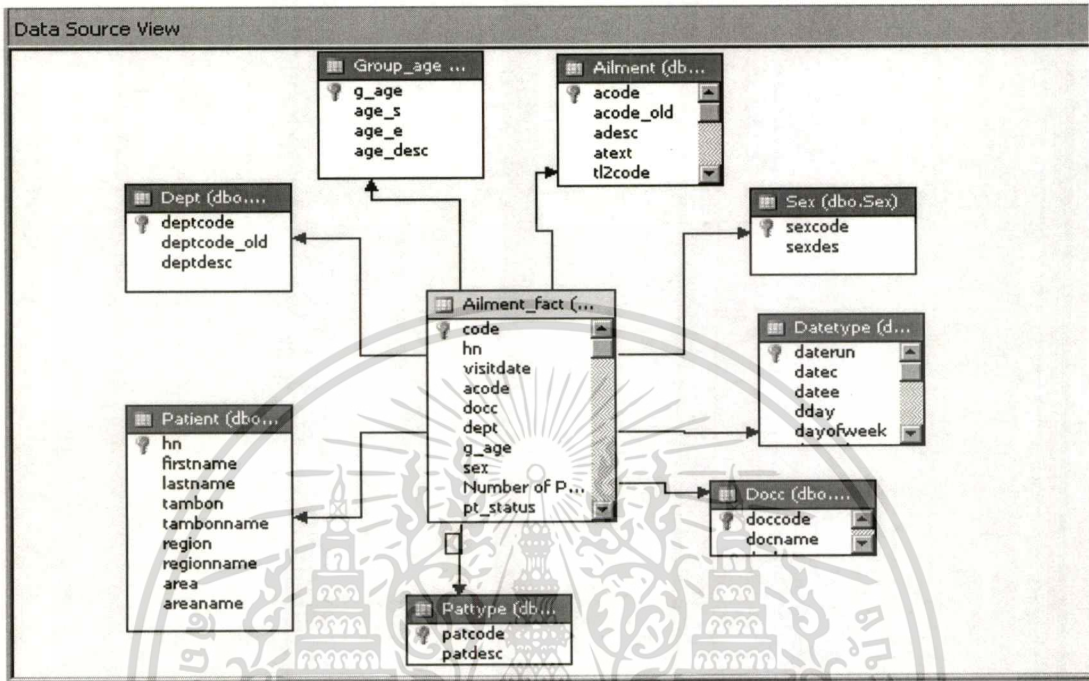 Data Source View
Group_age ...
g_age
age_s
age_e
age_desc
Ailment (db...
acode
acode_old
adesc
atext
tl2code
Dept (dbo....
deptcode
deptcode_old
deptdesc
Sex (dbo.Sex)
sexcode
sexdes
Ailment_fact (...
code
hn
visitdate
acode
docc
dept
g_age
sex
Number of P...
pt_status
Datetype (d...
daterun
datec
datee
dday
dayofweek
Patient (dbo...
hn
firstname
lastname
tambon
tambonname
region
regionname
area
areaname
Docc (dbo....
doccode
docname
Pattype (db...
patcode
patdesc